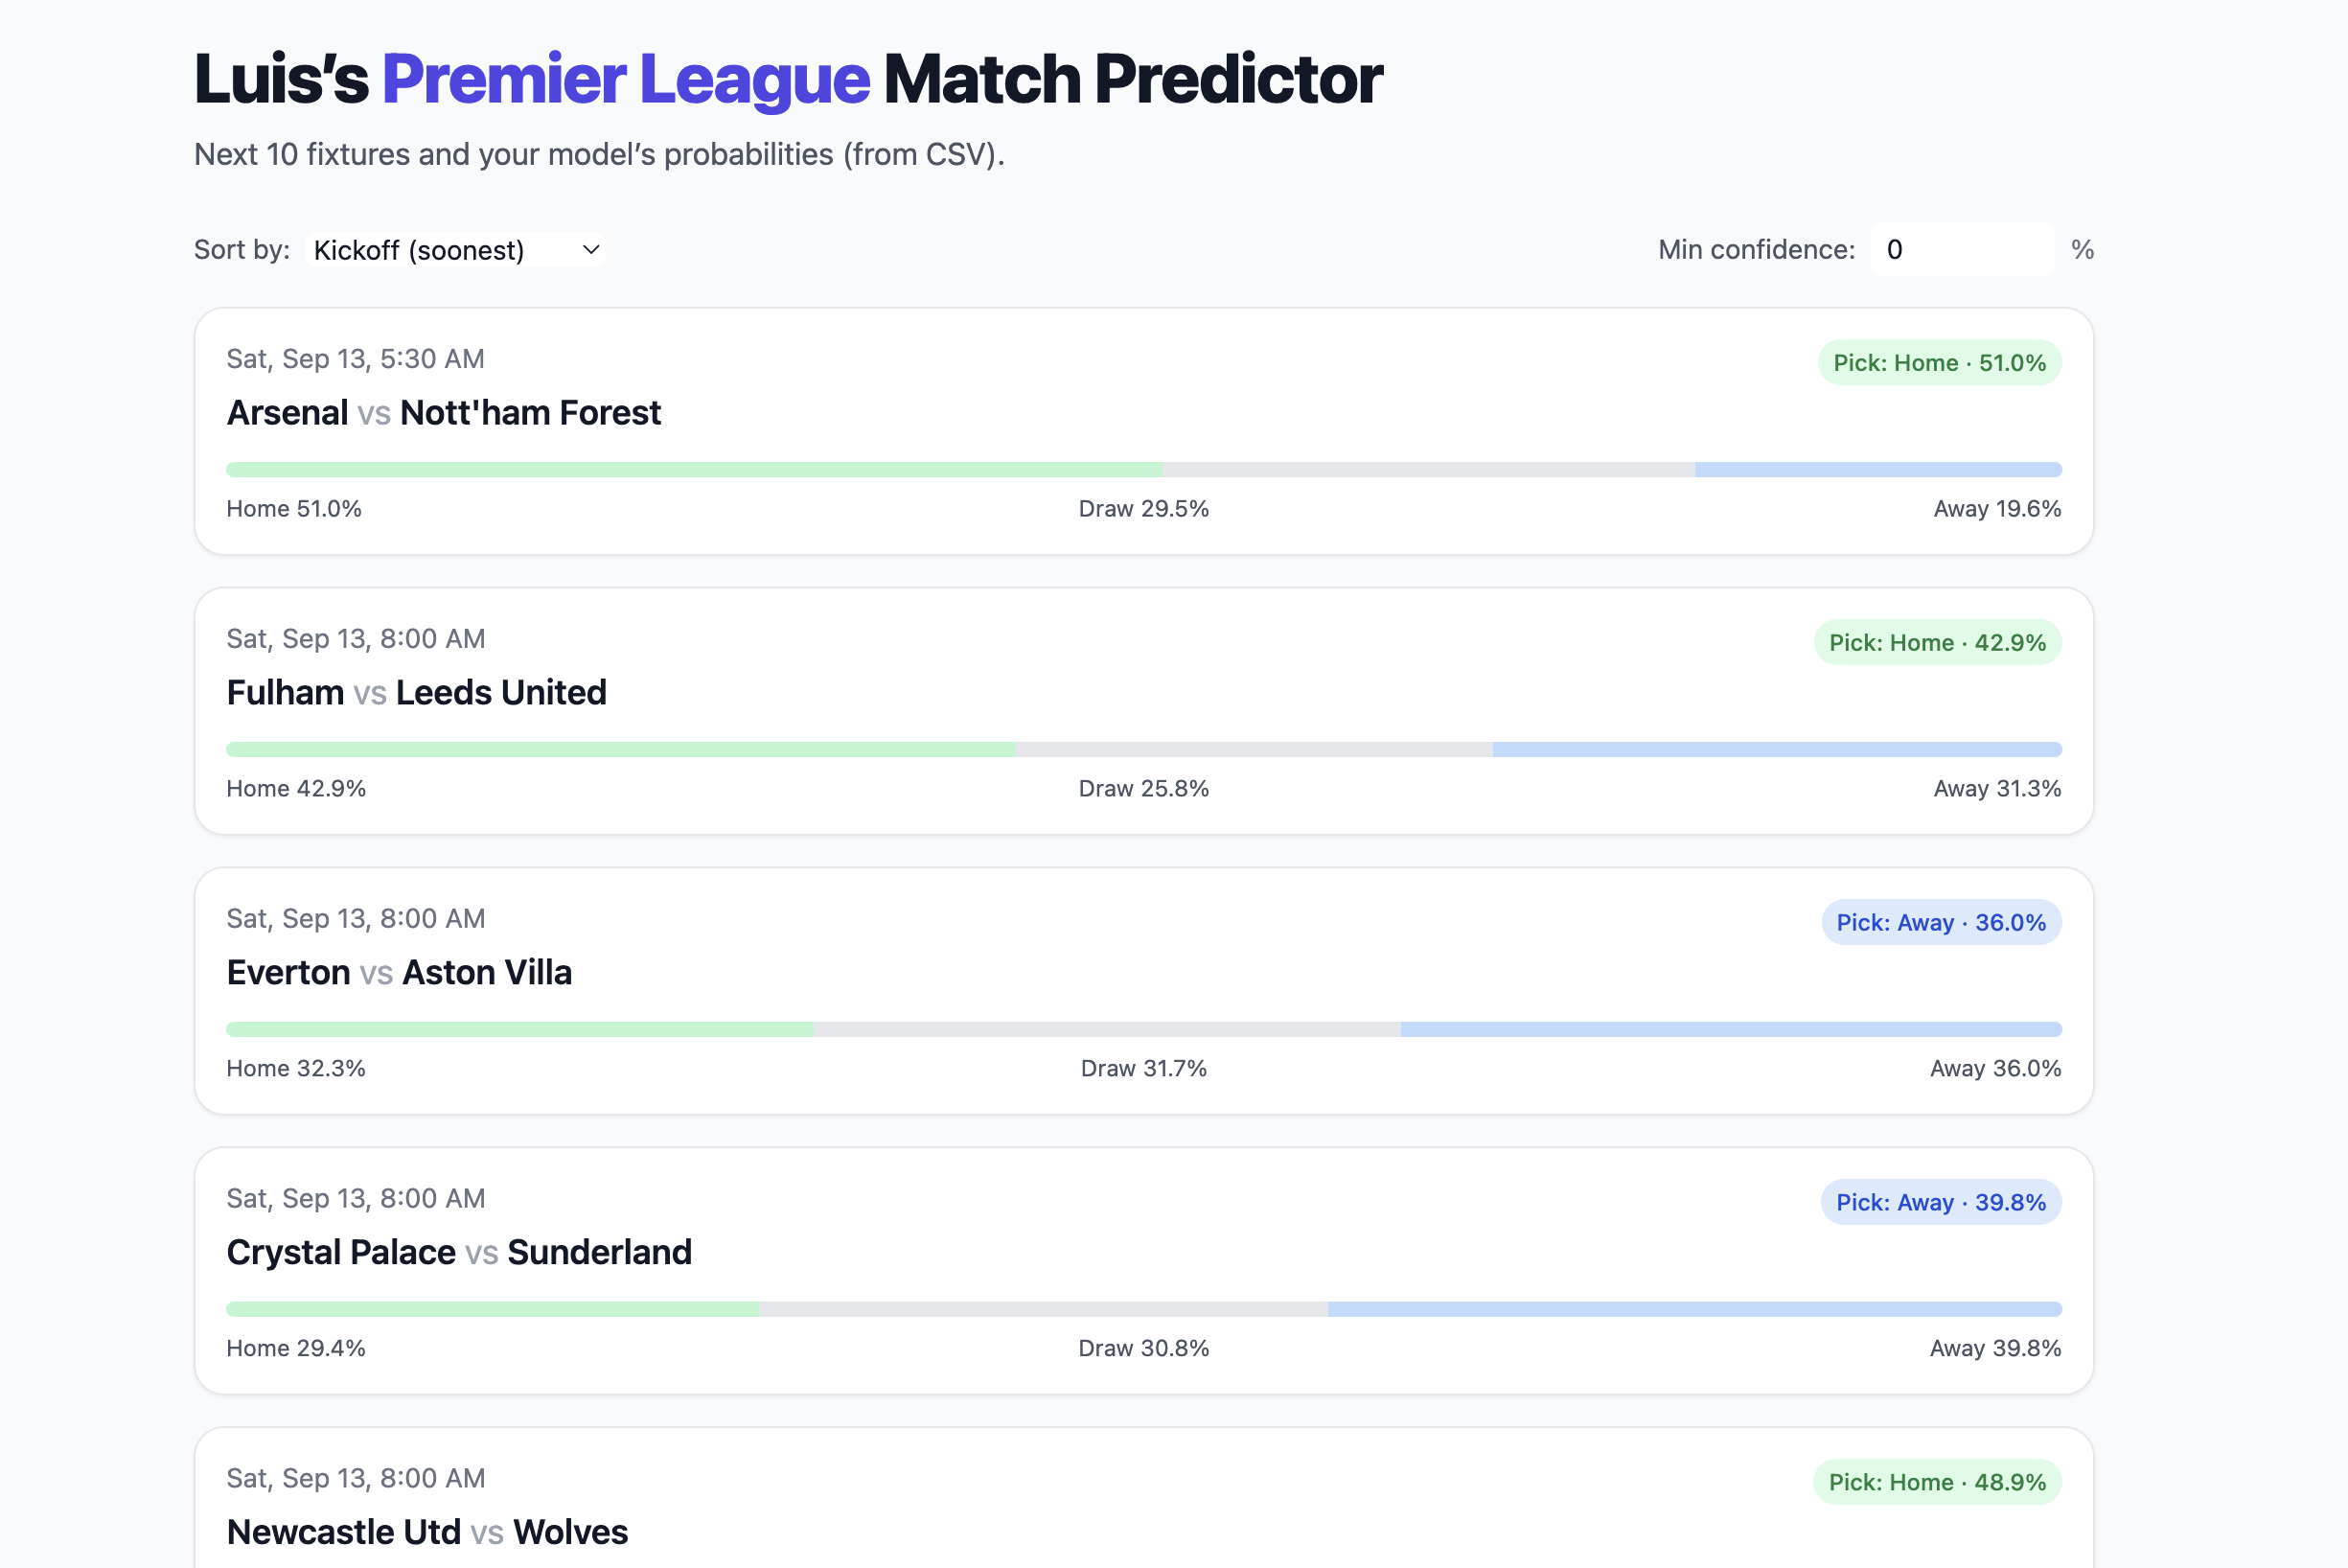 Luis’s Premier League Match Predictor
Next 10 fixtures and your model’s probabilities (from CSV).
Sort by: Kickoff (soonest) Min confidence: 0 %
Sat, Sep 13, 5:30 AM Pick: Home · 51.0%
Arsenal vs Nott'ham Forest
Home 51.0% Draw 29.5% Away 19.6%
Sat, Sep 13, 8:00 AM Pick: Home · 42.9%
Fulham vs Leeds United
Home 42.9% Draw 25.8% Away 31.3%
Sat, Sep 13, 8:00 AM Pick: Away · 36.0%
Everton vs Aston Villa
Home 32.3% Draw 31.7% Away 36.0%
Sat, Sep 13, 8:00 AM Pick: Away · 39.8%
Crystal Palace vs Sunderland
Home 29.4% Draw 30.8% Away 39.8%
Sat, Sep 13, 8:00 AM Pick: Home · 48.9%
Newcastle Utd vs Wolves